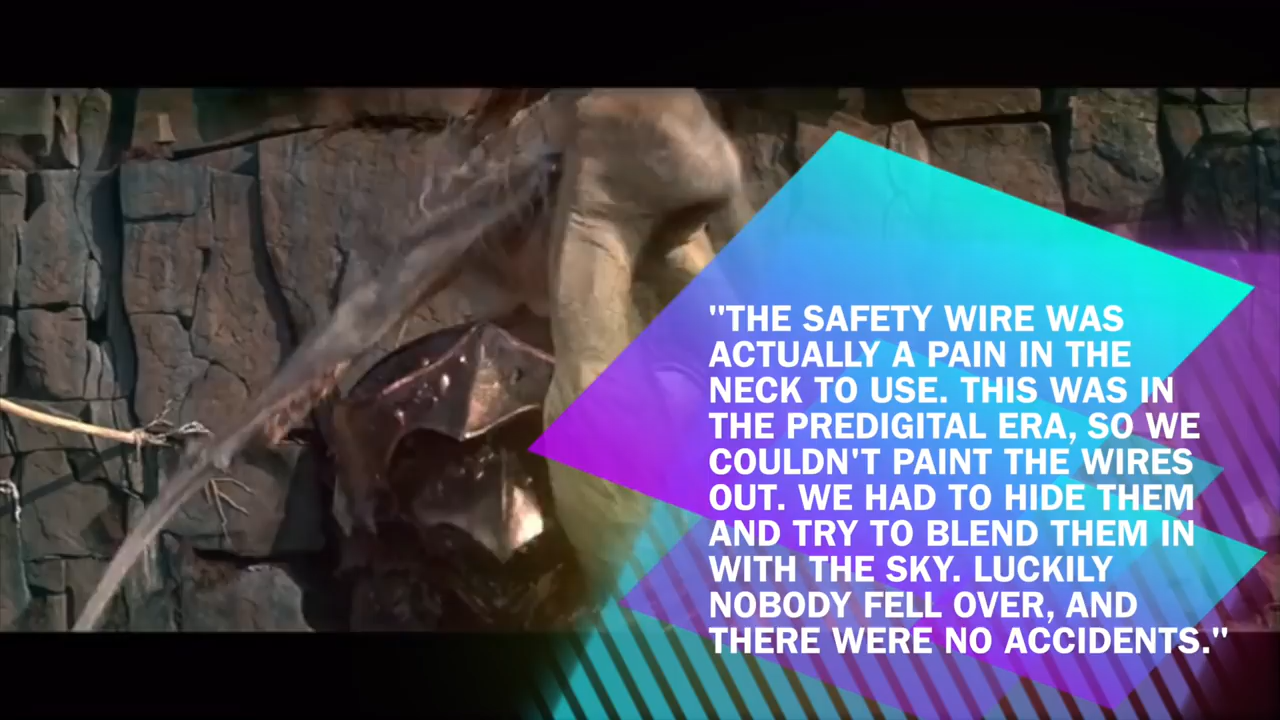 "THE SAFETY WIRE WAS
ACTUALLY A PAIN IN THE
NECK TO USE. THIS WAS IN
THE PREDIGITAL ERA, SO WE
COULDN'T PAINT THE WIRES
OUT. WE HAD TO HIDE THEM
AND TRY TO BLEND THEM IN
WITH THE SKY. LUCKILY
NOBODY FELL OVER, AND
THERE WERE NO ACCIDENTS."